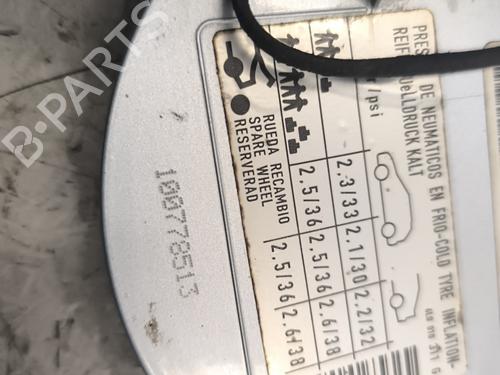 PRES DE NEUMATICOS EN FRIO-COLD TYRE INFLATION-
REIF DRUCK KALT
/psi
2.3/33 2.1/30 2.2/32
2.5/36 2.5/36 2.6/38
2.5/36 2.6/38
RUEDA RECAMBIO
SPARE WHEEL
RESERVERAD
100778513
B-PARTS